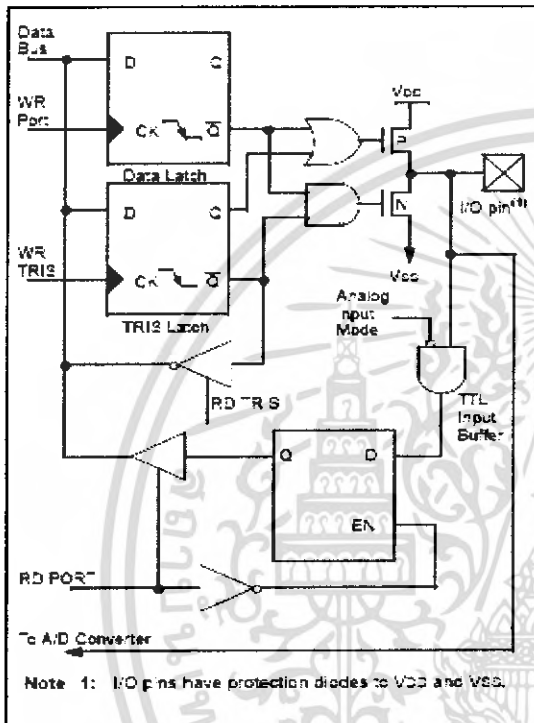 Data
Bus
D
Q
WR
Port
CK
Q
Data Latch
VDD
P
N
I/O pin(1)
VSS
D
Q
WR
TRIS
CK
Q
TRIS Latch
Analog
Input
Mode
RD TRIS
TTL
Input
Buffer
Q
D
EN
RD PORT
To A/D Converter
Note 1: I/O pins have protection diodes to VDD and VSS.